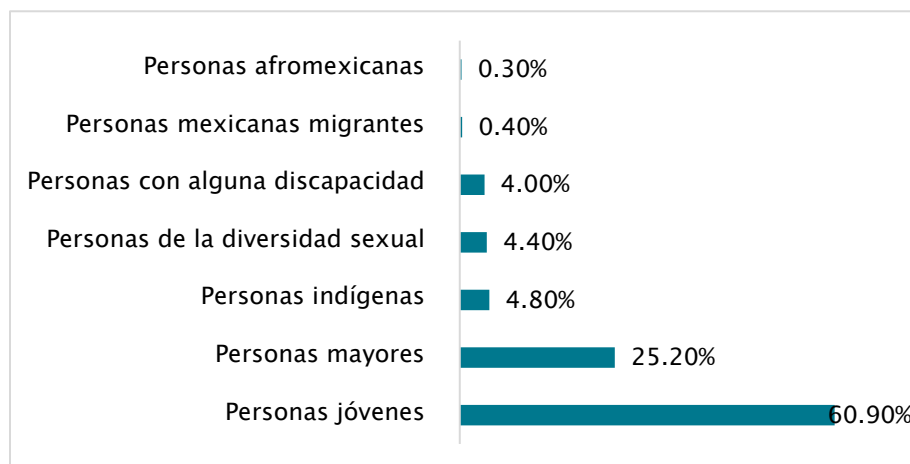 Personas afromexicanas 0.30%
Personas mexicanas migrantes 0.40%
Personas con alguna discapacidad 4.00%
Personas de la diversidad sexual 4.40%
Personas indígenas 4.80%
Personas mayores 25.20%
Personas jóvenes 60.90%